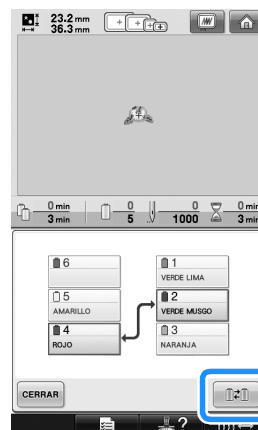 23.2 mm
36.3 mm
0 min
3 min
0
5
0
1000
0 min
3 min
6
1
VERDE LIMA
5
AMARILLO
2
VERDE MUSGO
4
ROJO
3
NARANJA
CERRAR
?